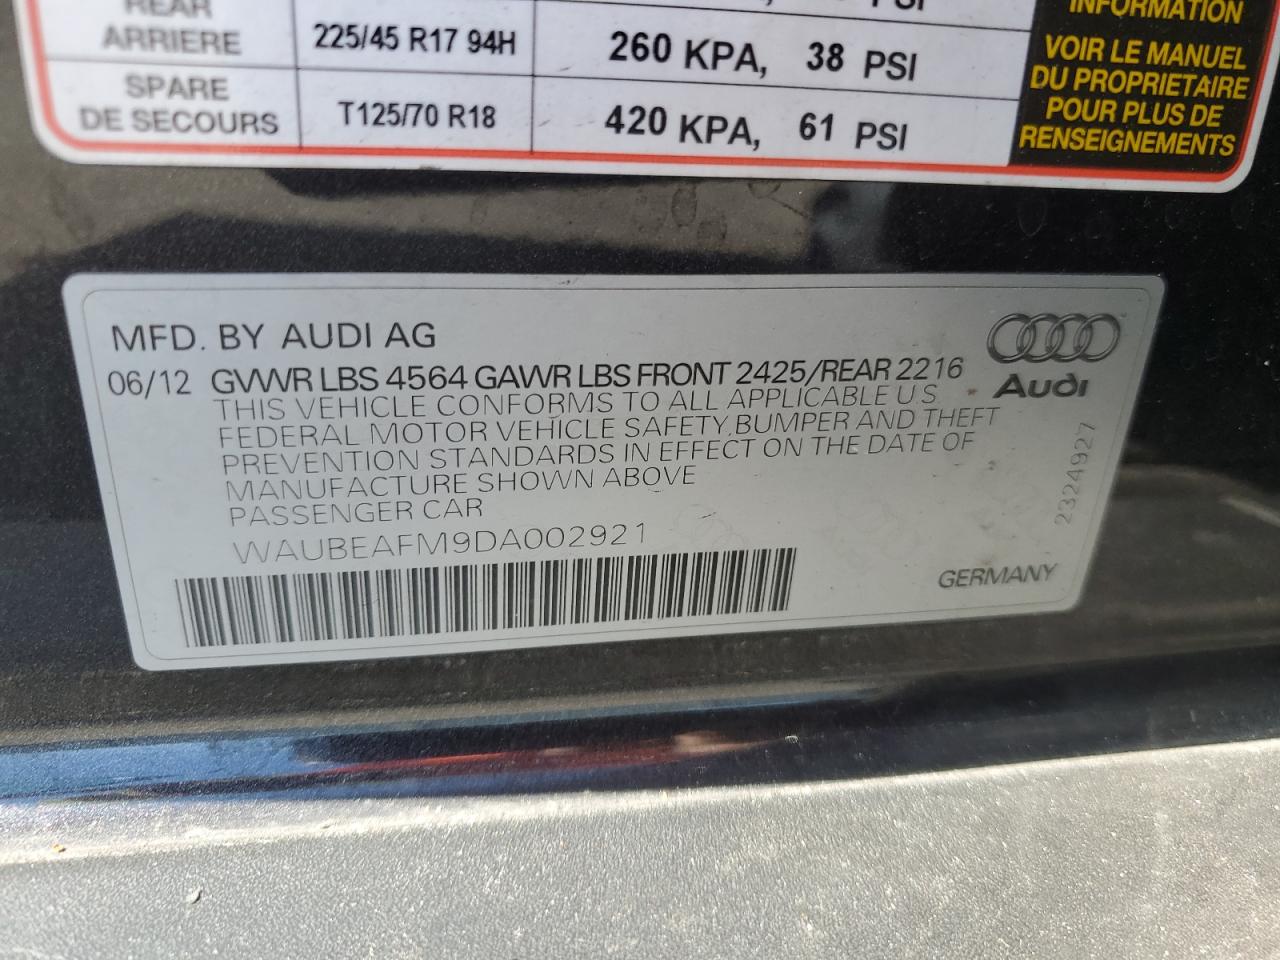 REAR
PSI
INFORMATION
ARRIERE 225/45 R17 94H 260 KPA, 38 PSI
VOIR LE MANUEL
DU PROPRIETAIRE
POUR PLUS DE
RENSEIGNEMENTS
SPARE
DE SECOURS T125/70 R18 420 KPA, 61 PSI
MFD. BY AUDI AG
06/12 GVWR LBS 4564 GAWR LBS FRONT 2425/REAR 2216
Audi
THIS VEHICLE CONFORMS TO ALL APPLICABLE U.S.
FEDERAL MOTOR VEHICLE SAFETY,BUMPER AND THEFT
PREVENTION STANDARDS IN EFFECT ON THE DATE OF
MANUFACTURE SHOWN ABOVE
PASSENGER CAR
2324927
WAUBEAFM9DA002921
GERMANY